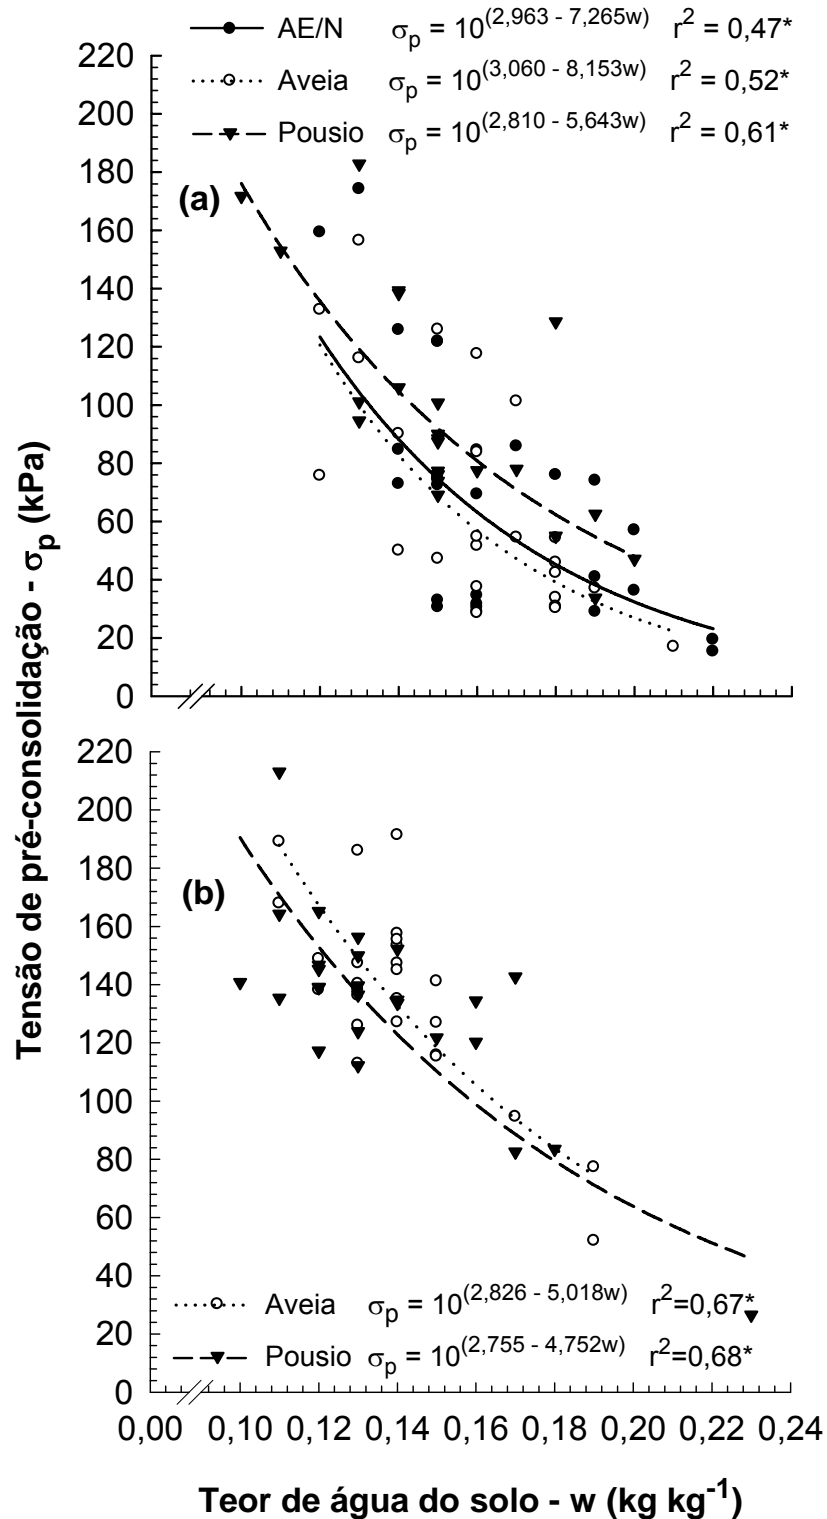 AE/N σp = 10^(2,963 - 7,265w) r² = 0,47*
Aveia σp = 10^(3,060 - 8,153w) r² = 0,52*
Pousio σp = 10^(2,810 - 5,643w) r² = 0,61*
220
200
180
160
140
120
100
80
60
40
20
0
(a)
Tensão de pré-consolidação - σp (kPa)
220
200
180
160
140
120
100
80
60
40
20
0
(b)
Aveia σp = 10^(2,826 - 5,018w) r²=0,67*
Pousio σp = 10^(2,755 - 4,752w) r²=0,68*
0,00 0,10 0,12 0,14 0,16 0,18 0,20 0,22 0,24
Teor de água do solo - w (kg kg⁻¹)